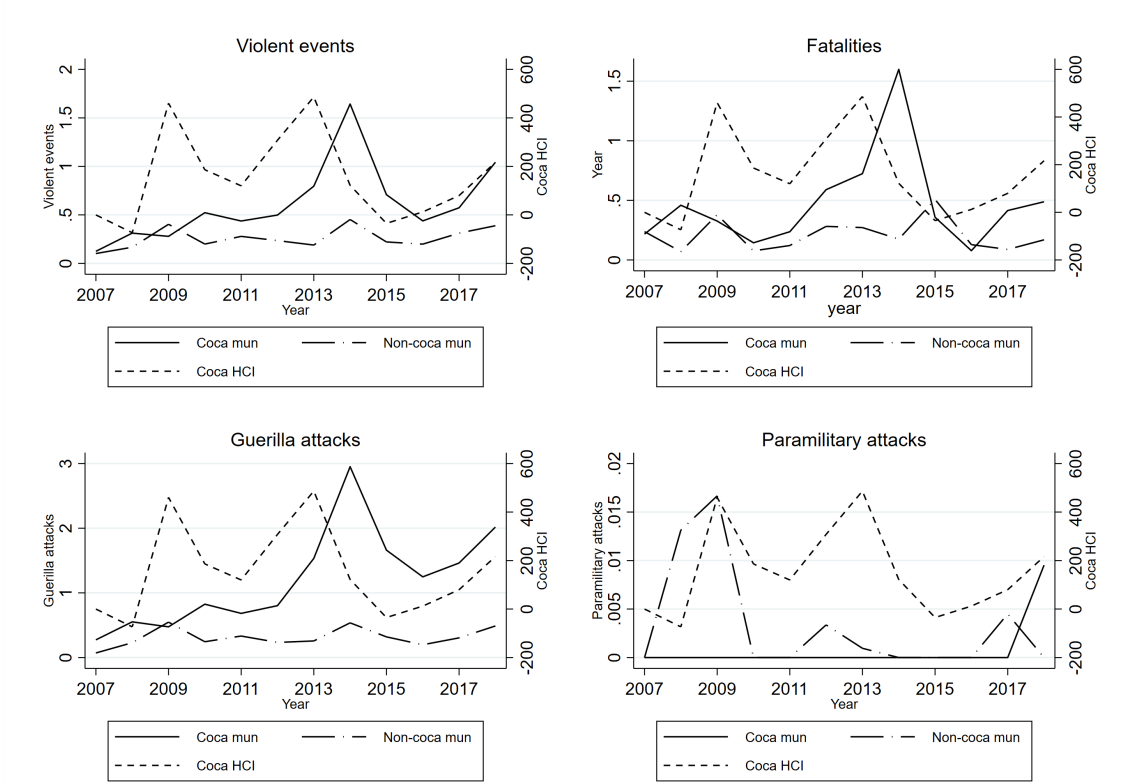 Violent events
Violent events
0 .5 1 1.5 2
Coca HCI
-200 0 200 400 600
2007 2009 2011 2013 2015 2017
Year
Coca mun Non-coca mun
Coca HCI
Fatalities
Year
0 .5 1 1.5
Coca HCI
-200 0 200 400 600
2007 2009 2011 2013 2015 2017
year
Coca mun Non-coca mun
Coca HCI
Guerilla attacks
Guerilla attacks
0 1 2 3
Coca HCI
-200 0 200 400 600
2007 2009 2011 2013 2015 2017
Year
Coca mun Non-coca mun
Coca HCI
Paramilitary attacks
Paramilitary attacks
0 .005 .01 .015 .02
Coca HCI
-200 0 200 400 600
2007 2009 2011 2013 2015 2017
Year
Coca mun Non-coca mun
Coca HCI